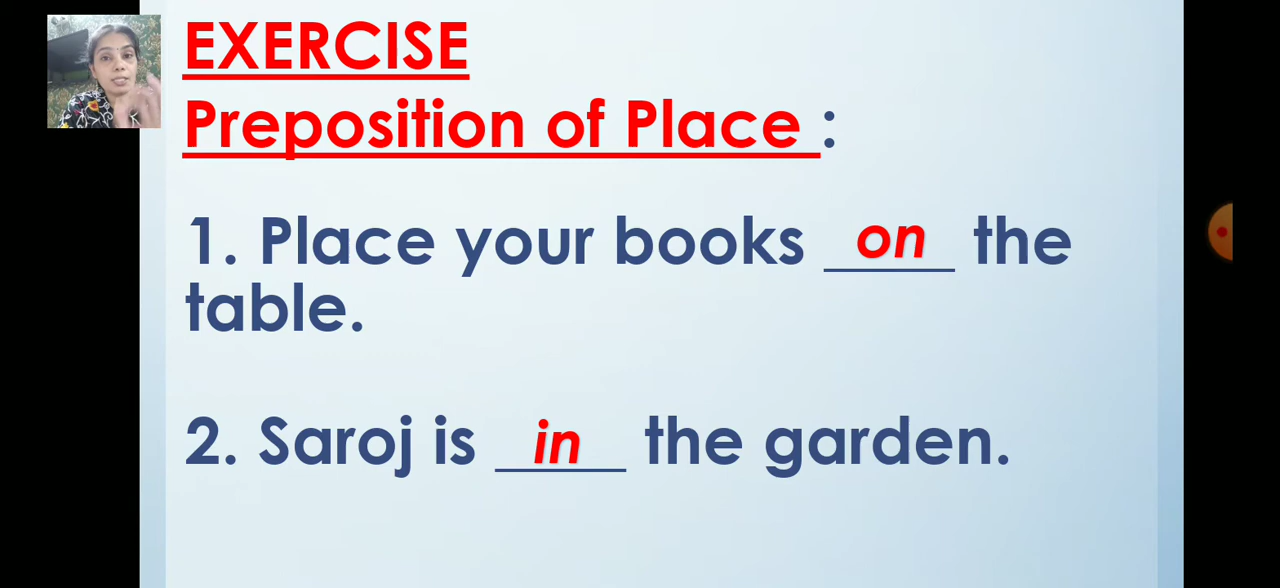 EXERCISE
Preposition of Place :
1. Place your books on the
table.
2. Saroj is in the garden.